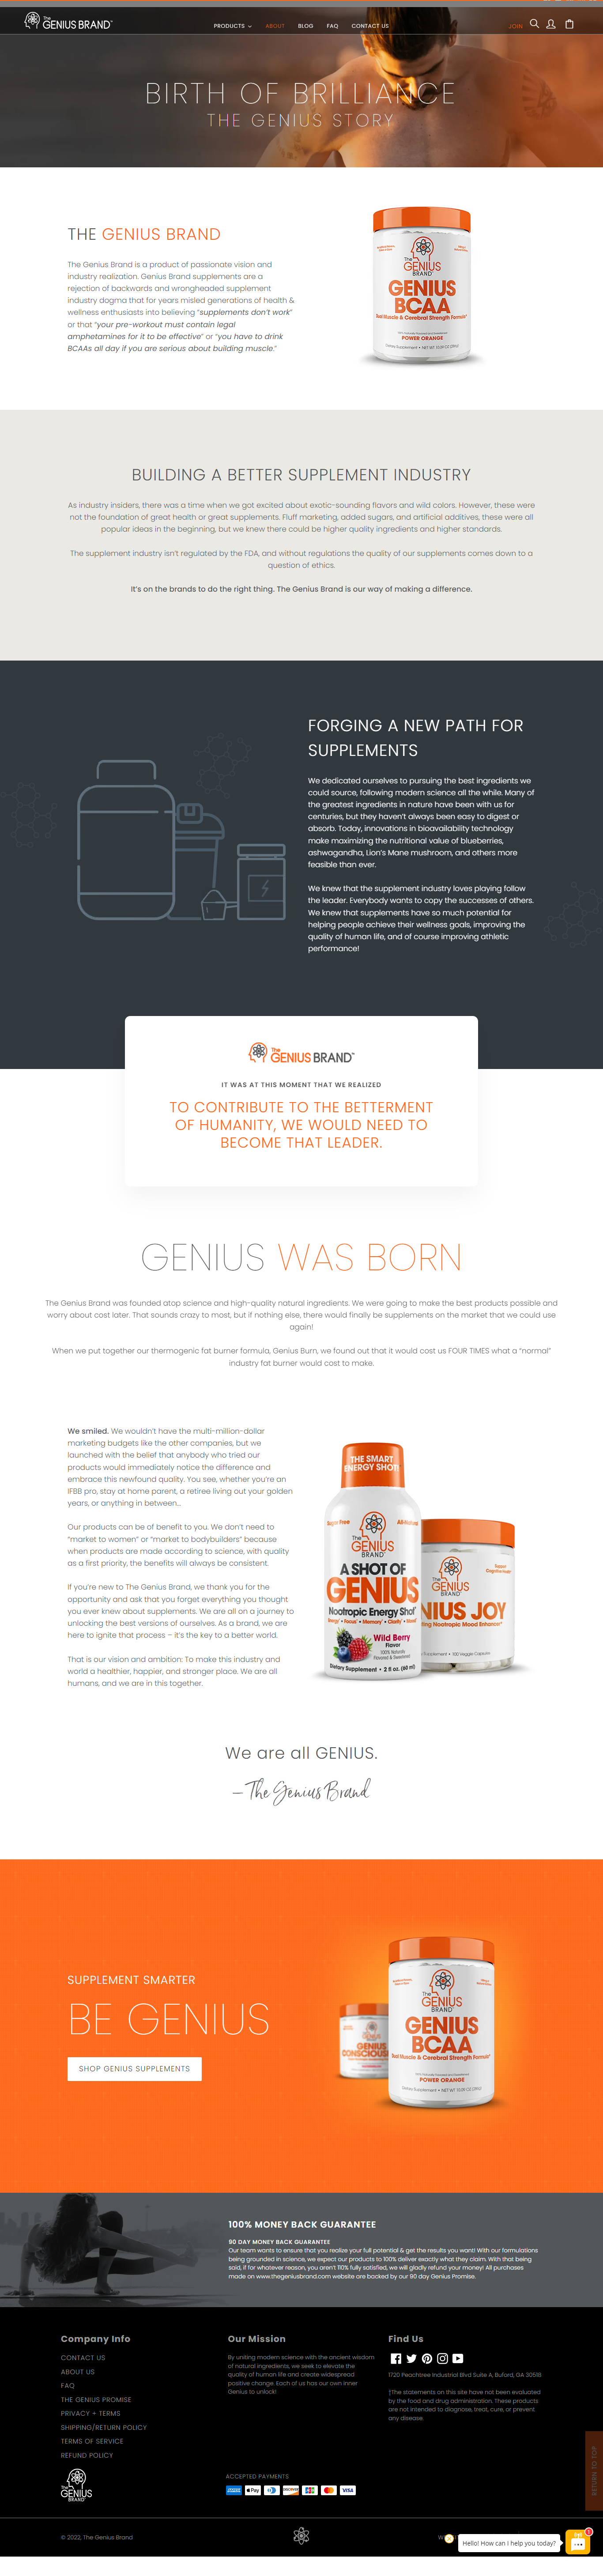 The
GENIUS BRAND™
PRODUCTS
ABOUT
BLOG
FAQ
CONTACT US
JOIN
BIRTH OF BRILLIANCE
THE GENIUS STORY
THE GENIUS BRAND
The Genius Brand is a product of passionate vision and
industry realization. Genius Brand supplements are a
rejection of backwards and wrongheaded supplement
industry dogma that for years misled generations of health &
wellness enthusiasts into believing “supplements don’t work”
or that “your pre-workout must contain legal
amphetamines for it to be effective” or “you have to drink
BCAAs all day if you are serious about building muscle.”
The
GENIUS
BRAND
GENIUS
BCAA
Dual Muscle & Cerebral Strength Formula
POWER ORANGE
BUILDING A BETTER SUPPLEMENT INDUSTRY
As industry insiders, there was a time when we got excited about exotic-sounding flavors and wild colors. However, these were
not the foundation of great health or great supplements. Fluff marketing, added sugars, and artificial additives, these were all
popular ideas in the beginning, but we knew there could be higher quality ingredients and higher standards.
The supplement industry isn’t regulated by the FDA, and without regulations the quality of our supplements comes down to a
question of ethics.
It’s on the brands to do the right thing. The Genius Brand is our way of making a difference.
FORGING A NEW PATH FOR
SUPPLEMENTS
We dedicated ourselves to pursuing the best ingredients we
could source, following modern science all the while. Many of
the greatest ingredients in nature have been with us for
centuries, but they haven’t always been easy to digest or
absorb. Today, innovations in bioavailability technology
make maximizing the nutritional value of blueberries,
ashwagandha, Lion’s Mane mushroom, and others more
feasible than ever.
We knew that the supplement industry loves playing follow
the leader. Everybody wants to copy the successes of others.
We knew that supplements have so much potential for
helping people achieve their wellness goals, improving the
quality of human life, and of course improving athletic
performance!
The
GENIUS BRAND™
IT WAS AT THIS MOMENT THAT WE REALIZED
TO CONTRIBUTE TO THE BETTERMENT
OF HUMANITY, WE WOULD NEED TO
BECOME THAT LEADER.
GENIUS WAS BORN
The Genius Brand was founded atop science and high-quality natural ingredients. We were going to make the best products possible and
worry about cost later. That sounds crazy to most, but if nothing else, there would finally be supplements on the market that we could use
again!
When we put together our thermogenic fat burner formula, Genius Burn, we found out that it would cost us FOUR TIMES what a “normal”
industry fat burner would cost to make.
We smiled. We wouldn’t have the multi-million-dollar
marketing budgets like the other companies, but we
launched with the belief that anybody who tried our
products would immediately notice the difference and
embrace this newfound quality. You see, whether you’re an
IFBB pro, stay at home parent, a retiree living out your golden
years, or anything in between…
Our products can be of benefit to you. We don’t need to
“market to women” or “market to bodybuilders” because
when products are made according to science, with quality
as a first priority, the benefits will always be consistent.
If you’re new to The Genius Brand, we thank you for the
opportunity and ask that you forget everything you thought
you ever knew about supplements. We are all on a journey to
unlocking the best versions of ourselves. As a brand, we are
here to ignite that process – it’s the key to a better world.
That is our vision and ambition: To make this industry and
world a healthier, happier, and stronger place. We are all
humans, and we are in this together.
THE SMART
ENERGY SHOT!
Sugar Free
All-Natural
The
GENIUS
BRAND
A SHOT OF
GENIUS
Nootropic Energy Shot
Wild Berry
Flavor
100% Naturally
Flavored & Sweetened
Dietary Supplement • 2 fl. oz. (60 ml)
The
GENIUS
BRAND
NIUS JOY
ting Nootropic Mood Enhancer
We are all GENIUS.
– The Genius Brand
SUPPLEMENT SMARTER
BE GENIUS
SHOP GENIUS SUPPLEMENTS
GENIUS
CONSCIOUS
The
GENIUS
BRAND
GENIUS
BCAA
Dual Muscle & Cerebral Strength Formula
POWER ORANGE
100% MONEY BACK GUARANTEE
90 DAY MONEY BACK GUARANTEE
Our team wants to ensure that you realize your full potential & get the results you want! With our formulations
being grounded in science, we expect our products to 100% deliver exactly what they claim. With that being
said, if for whatever reason, you aren’t 110% fully satisfied, we will gladly refund your money! All purchases
made on www.thegeniusbrand.com website are backed by our 90 day Genius Promise.
Company Info
CONTACT US
ABOUT US
FAQ
THE GENIUS PROMISE
PRIVACY + TERMS
SHIPPING/RETURN POLICY
TERMS OF SERVICE
REFUND POLICY
Our Mission
By uniting modern science with the ancient wisdom
of natural ingredients, we seek to elevate the
quality of human life and create widespread
positive change. Each of us has our own inner
Genius to unlock!
Find Us
1720 Peachtree Industrial Blvd Suite A, Buford, GA 30518
†The statements on this site have not been evaluated
by the food and drug administration. These products
are not intended to diagnose, treat, cure, or prevent
any disease.
RETURN TO TOP
The
GENIUS
BRAND
ACCEPTED PAYMENTS
Pay
DISCOVER
JCB
VISA
© 2022, The Genius Brand
Hello! How can I help you today?
1